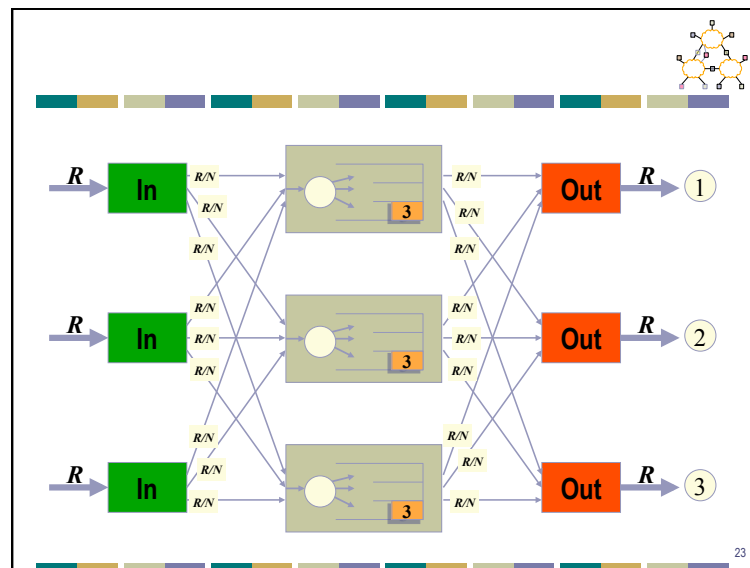 R In R/N R/N Out R 1
R/N R/N
R/N R/N
3
R/N R/N
R In R/N R/N Out R 2
R/N 3 R/N
R/N R/N
R/N R/N
R In R/N R/N Out R 3
3
23